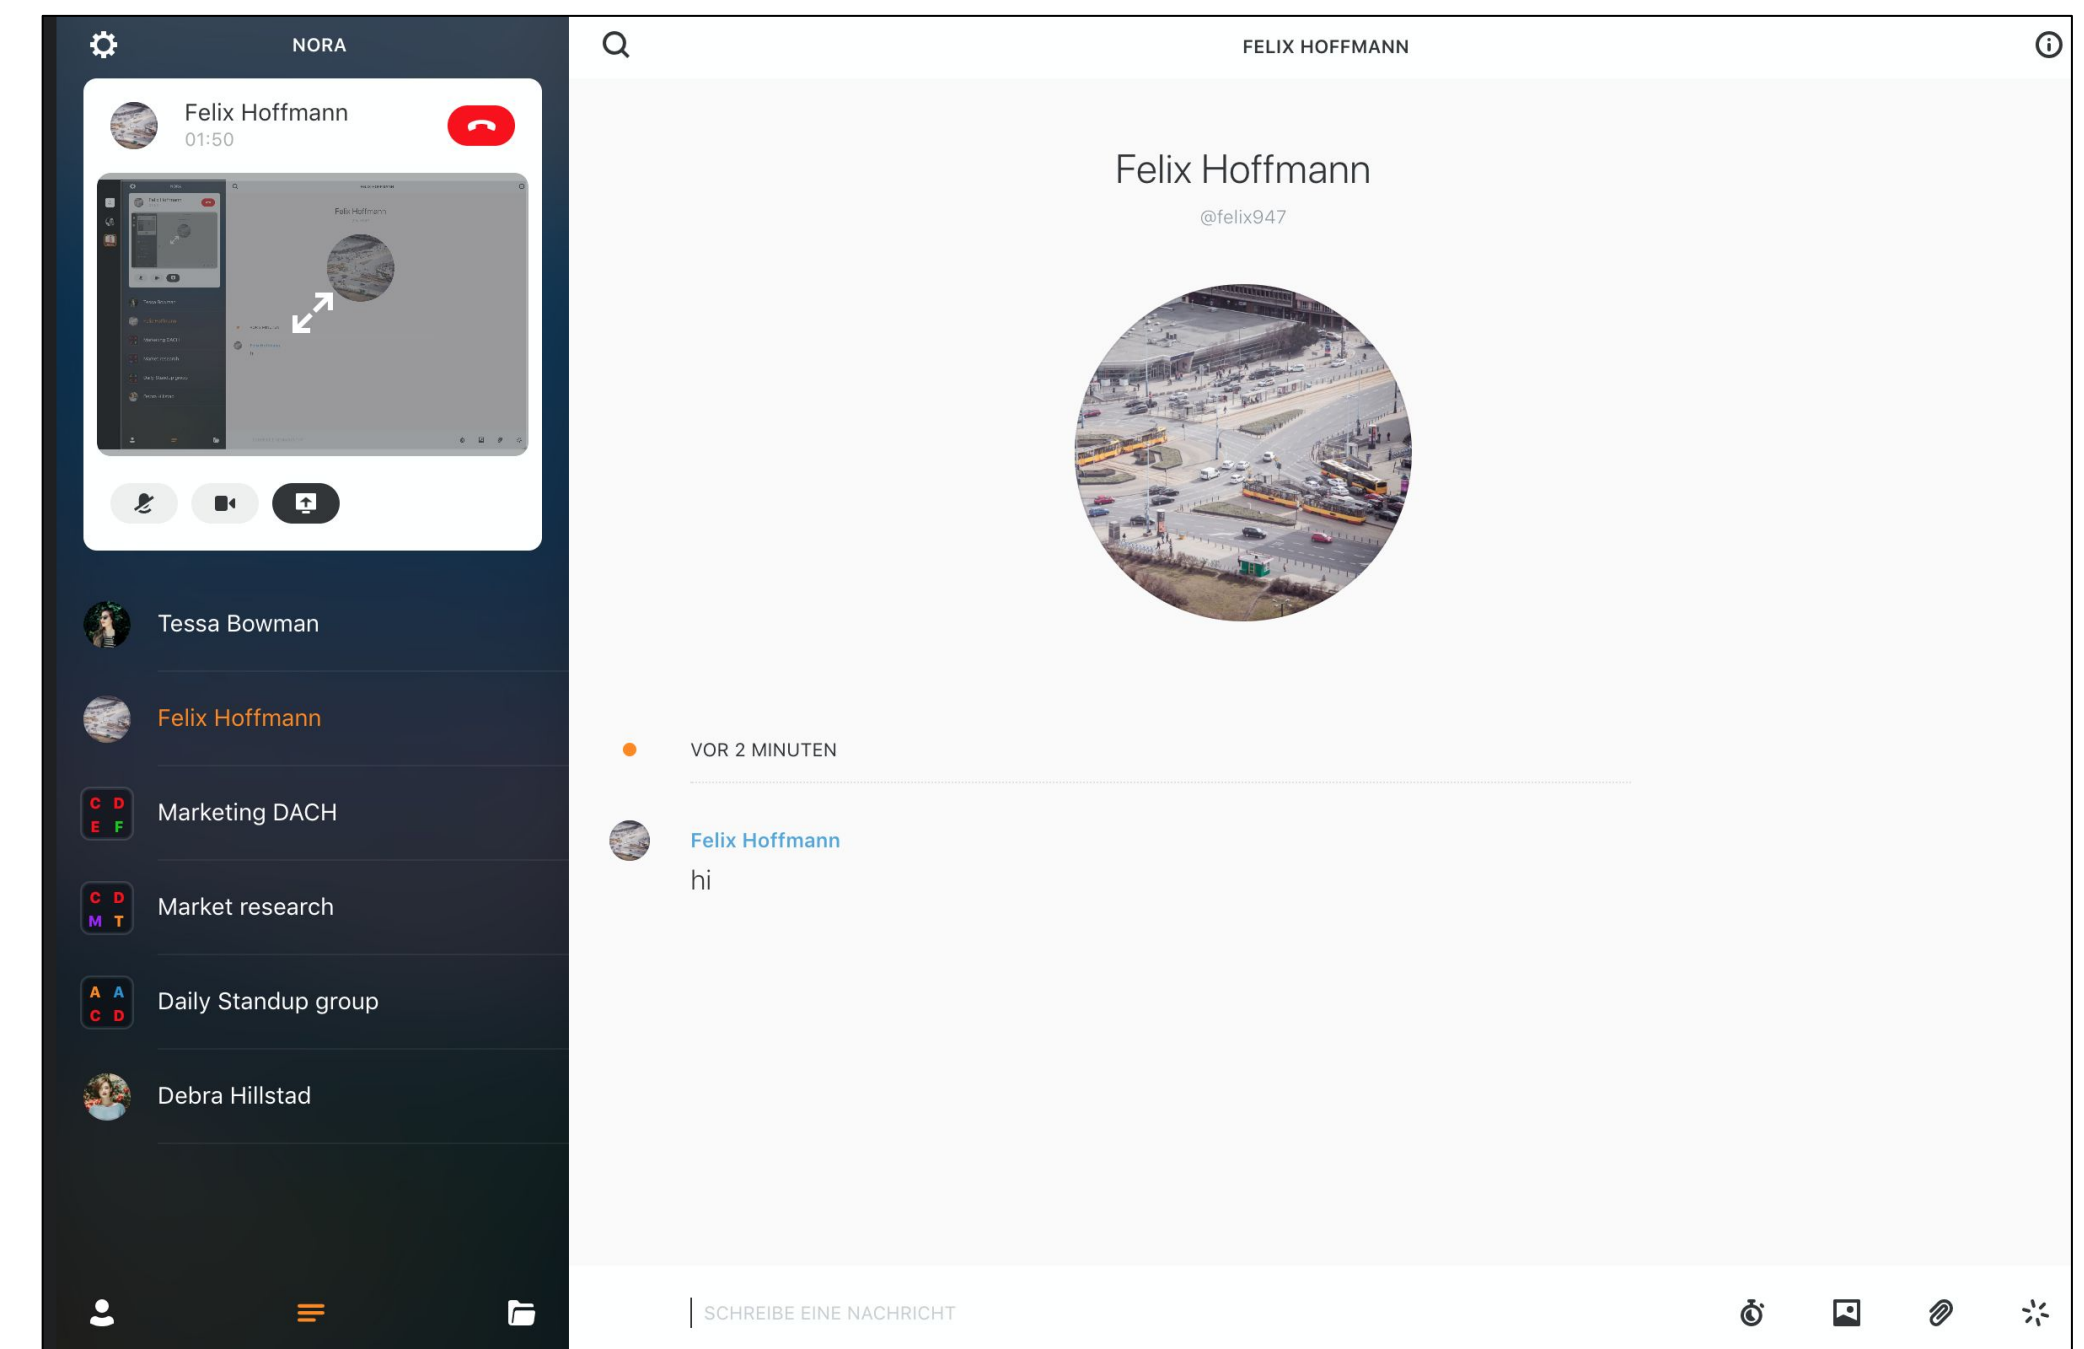 NORA
Felix Hoffmann
01:50
Tessa Bowman
Felix Hoffmann
C D
E F
Marketing DACH
C D
M T
Market research
A A
C D
Daily Standup group
Debra Hillstad
FELIX HOFFMANN
Felix Hoffmann
@felix947
VOR 2 MINUTEN
Felix Hoffmann
hi
SCHREIBE EINE NACHRICHT